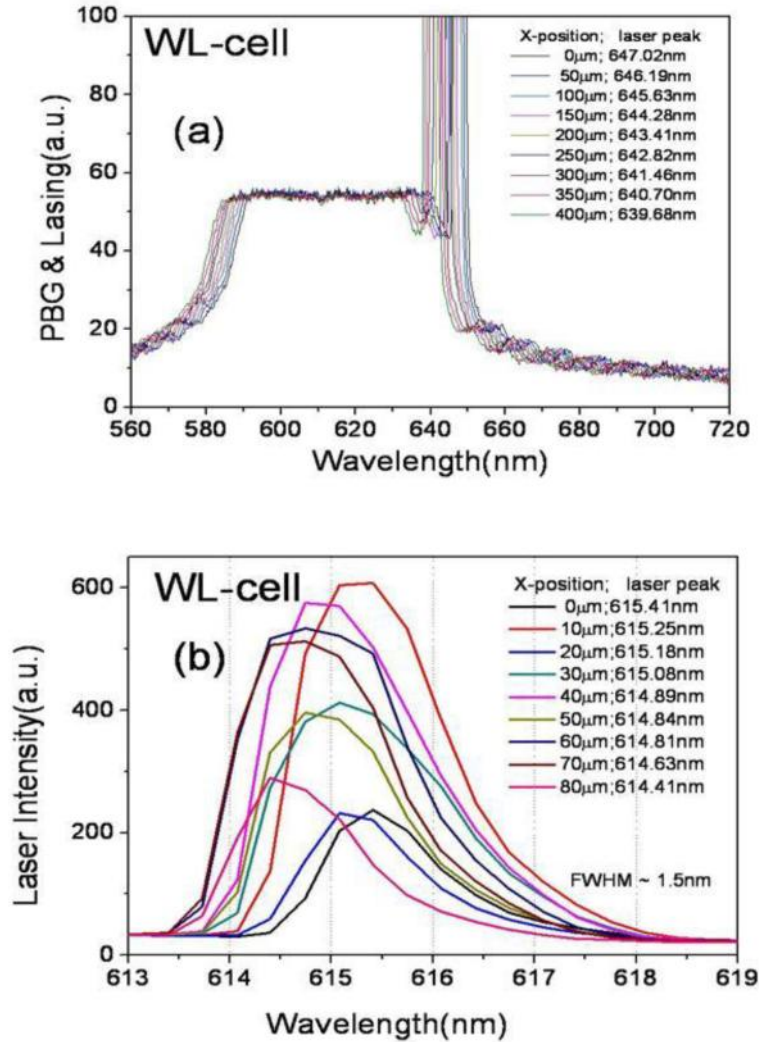 100
80
60
40
20
0
PBG & Lasing(a.u.)
WL-cell
(a)
X-position; laser peak
0μm; 647.02nm
50μm; 646.19nm
100μm; 645.63nm
150μm; 644.28nm
200μm; 643.41nm
250μm; 642.82nm
300μm; 641.46nm
350μm; 640.70nm
400μm; 639.68nm
560 580 600 620 640 660 680 700 720
Wavelength(nm)
600
400
200
0
Laser Intensity(a.u.)
WL-cell
(b)
X-position; laser peak
0μm;615.41nm
10μm;615.25nm
20μm;615.18nm
30μm;615.08nm
40μm;614.89nm
50μm;614.84nm
60μm;614.81nm
70μm;614.63nm
80μm;614.41nm
FWHM ~ 1.5nm
613 614 615 616 617 618 619
Wavelength(nm)